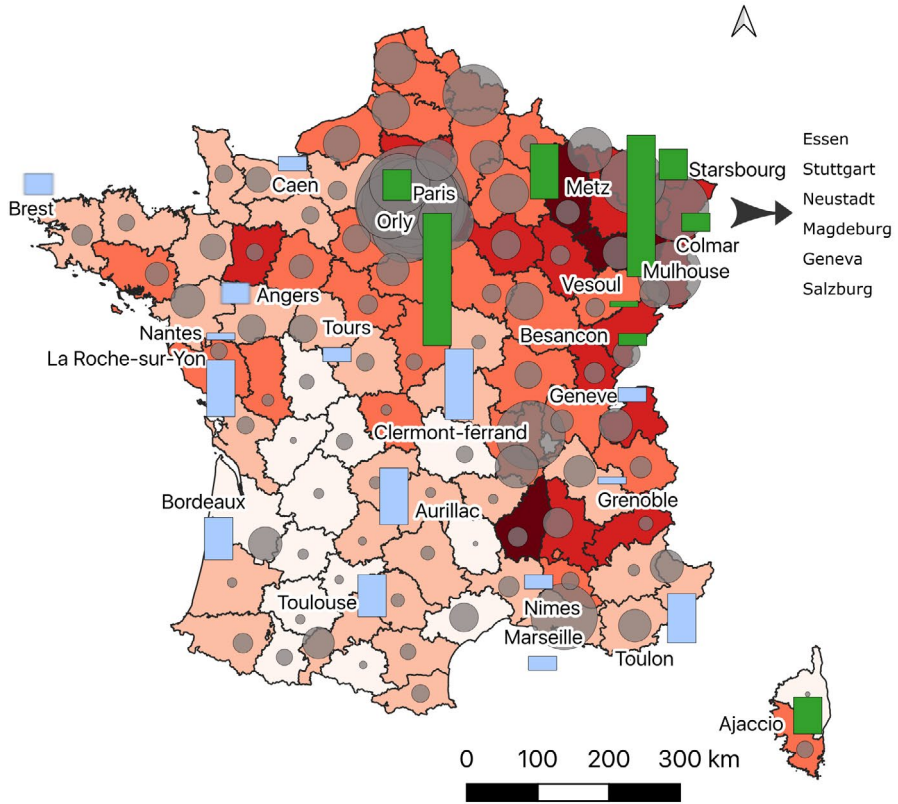 Essen
Stuttgart
Neustadt
Magdeburg
Geneva
Salzburg
Starsbourg
Metz
Paris
Caen
Brest
Orly
Colmar
Mulhouse
Vesoul
Angers
Nantes
Tours
Besancon
La Roche-sur-Yon
Geneve
Clermont-ferrand
Grenoble
Bordeaux
Aurillac
Toulouse
Nimes
Marseille
Toulon
Ajaccio
0 100 200 300 km